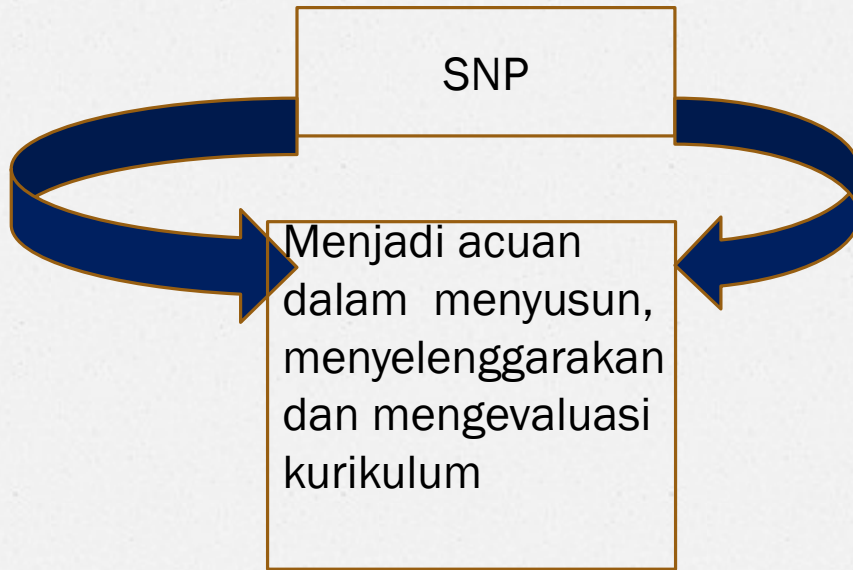 SNP
Menjadi acuan
dalam menyusun,
menyelenggarakan
dan mengevaluasi
kurikulum